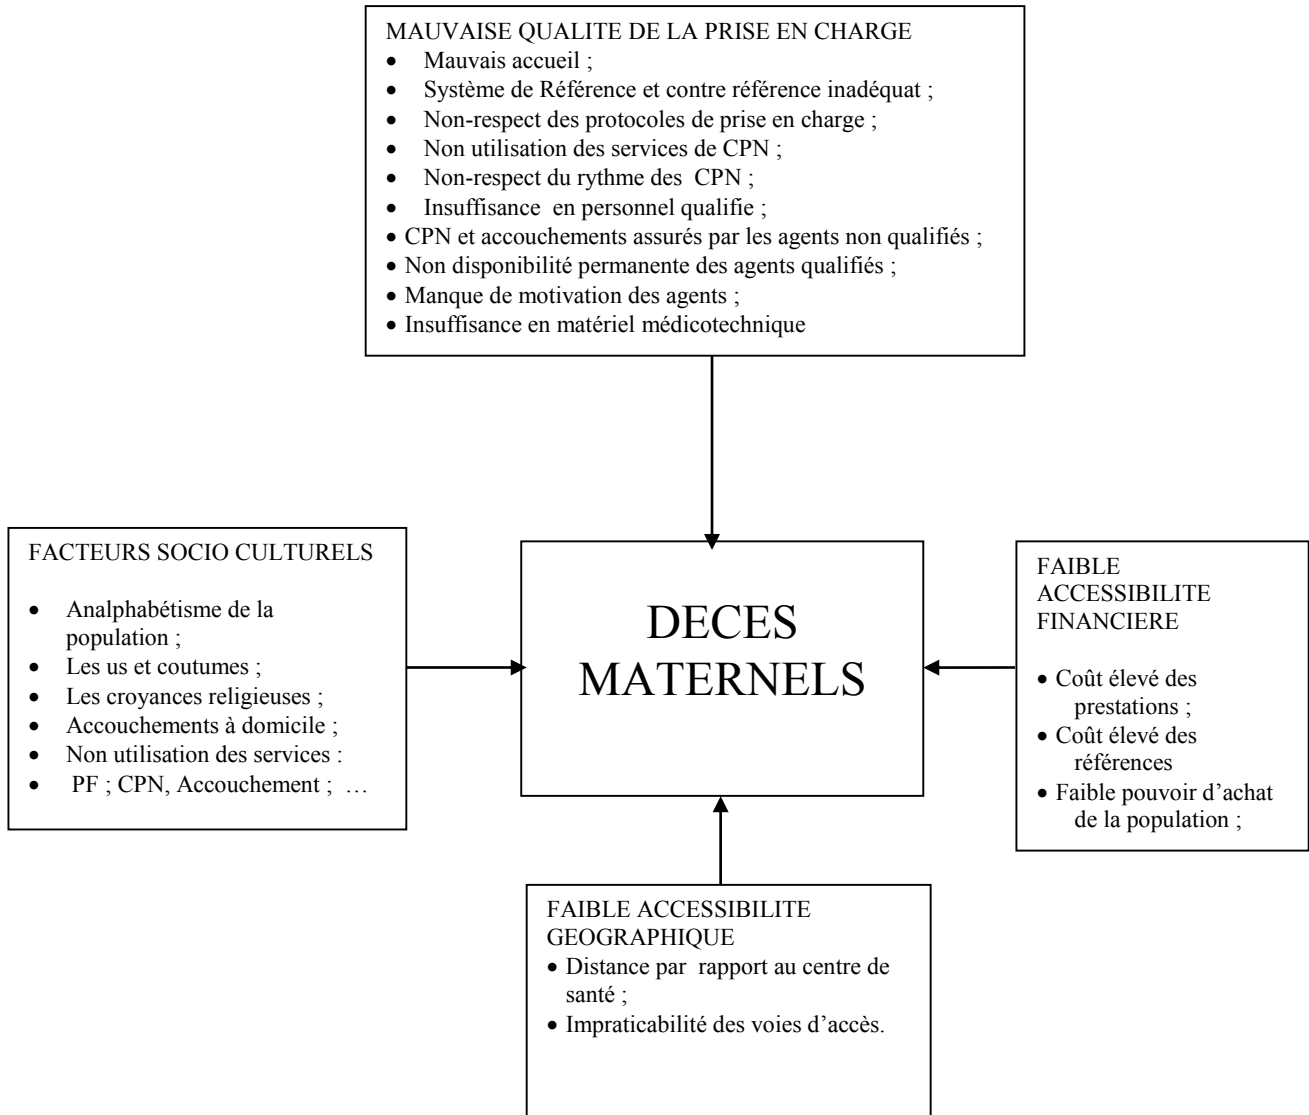 MAUVAISE QUALITE DE LA PRISE EN CHARGE
• Mauvais accueil ;
• Système de Référence et contre référence inadéquat ;
• Non-respect des protocoles de prise en charge ;
• Non utilisation des services de CPN ;
• Non-respect du rythme des CPN ;
• Insuffisance en personnel qualifie ;
• CPN et accouchements assurés par les agents non qualifiés ;
• Non disponibilité permanente des agents qualifiés ;
• Manque de motivation des agents ;
• Insuffisance en matériel médicotechnique
FACTEURS SOCIO CULTURELS
• Analphabétisme de la
population ;
• Les us et coutumes ;
• Les croyances religieuses ;
• Accouchements à domicile ;
• Non utilisation des services :
• PF ; CPN, Accouchement ; …
DECES
MATERNELS
FAIBLE
ACCESSIBILITE
FINANCIERE
• Coût élevé des
prestations ;
• Coût élevé des
références
• Faible pouvoir d’achat
de la population ;
FAIBLE ACCESSIBILITE
GEOGRAPHIQUE
• Distance par rapport au centre de
santé ;
• Impraticabilité des voies d’accès.